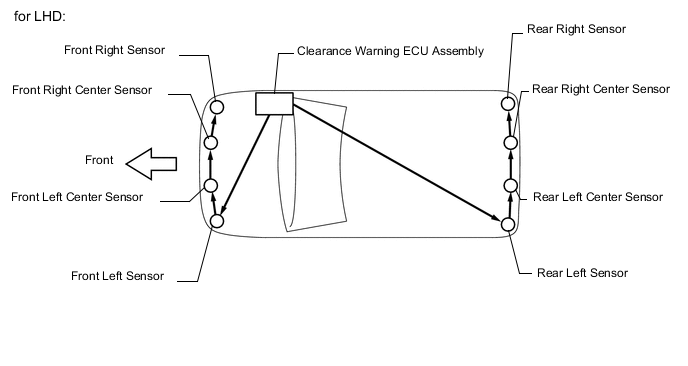 for LHD:
Rear Right Sensor
Front Right Sensor
Clearance Warning ECU Assembly
Front Right Center Sensor
Rear Right Center Sensor
Front
Front Left Center Sensor
Rear Left Center Sensor
Front Left Sensor
Rear Left Sensor